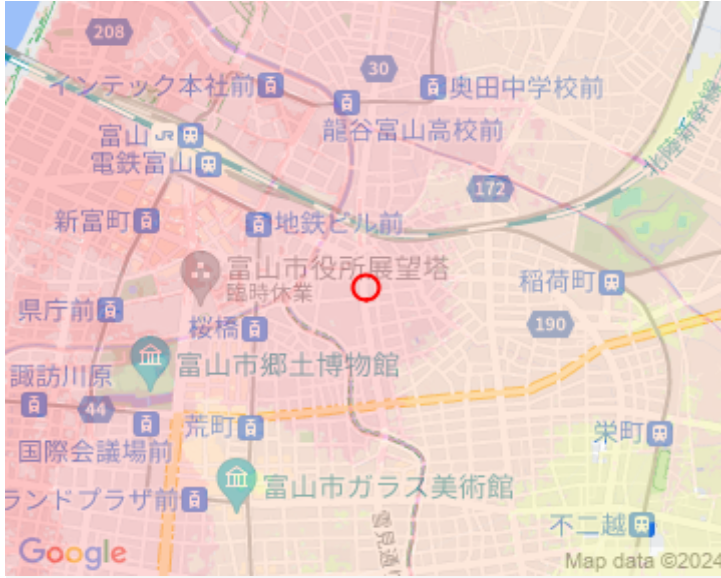 208
30
インテック本社前
奥田中学校前
龍谷富山高校前
富山 JR
電鉄富山
北陸新幹線
172
新富町
地鉄ビル前
富山市役所展望塔
臨時休業
稲荷町
県庁前
桜橋
190
富山市郷土博物館
諏訪川原
44
荒町
栄町
国際会議場前
富山市ガラス美術館
ランドプラザ前
雪見通り
不二越
Google
Map data ©2024